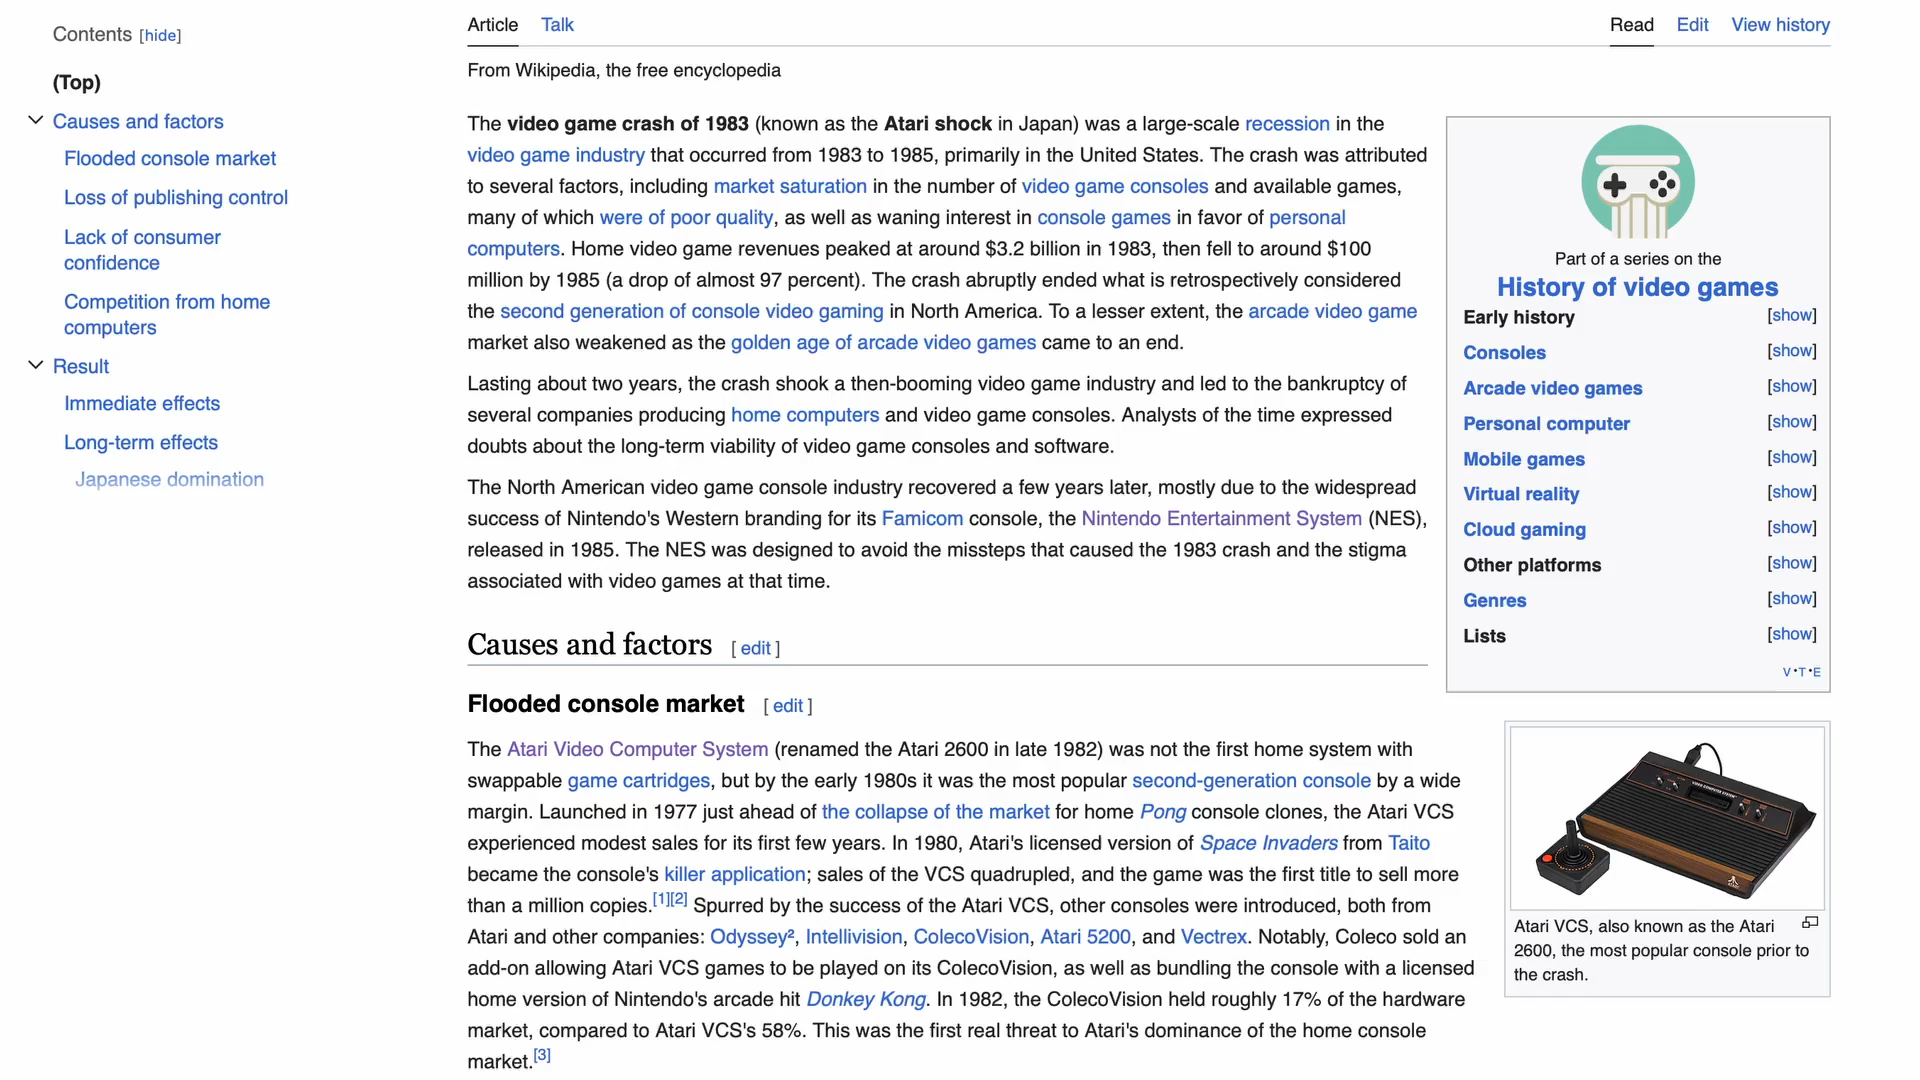 Contents [hide]
(Top)
Causes and factors
Flooded console market
Loss of publishing control
Lack of consumer
confidence
Competition from home
computers
Result
Immediate effects
Long-term effects
Japanese domination
Article Talk
Read Edit View history
From Wikipedia, the free encyclopedia
The video game crash of 1983 (known as the Atari shock in Japan) was a large-scale recession in the
video game industry that occurred from 1983 to 1985, primarily in the United States. The crash was attributed
to several factors, including market saturation in the number of video game consoles and available games,
many of which were of poor quality, as well as waning interest in console games in favor of personal
computers. Home video game revenues peaked at around $3.2 billion in 1983, then fell to around $100
million by 1985 (a drop of almost 97 percent). The crash abruptly ended what is retrospectively considered
the second generation of console video gaming in North America. To a lesser extent, the arcade video game
market also weakened as the golden age of arcade video games came to an end.
Lasting about two years, the crash shook a then-booming video game industry and led to the bankruptcy of
several companies producing home computers and video game consoles. Analysts of the time expressed
doubts about the long-term viability of video game consoles and software.
The North American video game console industry recovered a few years later, mostly due to the widespread
success of Nintendo's Western branding for its Famicom console, the Nintendo Entertainment System (NES),
released in 1985. The NES was designed to avoid the missteps that caused the 1983 crash and the stigma
associated with video games at that time.
Causes and factors [ edit ]
Flooded console market [ edit ]
The Atari Video Computer System (renamed the Atari 2600 in late 1982) was not the first home system with
swappable game cartridges, but by the early 1980s it was the most popular second-generation console by a wide
margin. Launched in 1977 just ahead of the collapse of the market for home Pong console clones, the Atari VCS
experienced modest sales for its first few years. In 1980, Atari's licensed version of Space Invaders from Taito
became the console's killer application; sales of the VCS quadrupled, and the game was the first title to sell more
than a million copies.[1][2] Spurred by the success of the Atari VCS, other consoles were introduced, both from
Atari and other companies: Odyssey², Intellivision, ColecoVision, Atari 5200, and Vectrex. Notably, Coleco sold an
add-on allowing Atari VCS games to be played on its ColecoVision, as well as bundling the console with a licensed
home version of Nintendo's arcade hit Donkey Kong. In 1982, the ColecoVision held roughly 17% of the hardware
market, compared to Atari VCS's 58%. This was the first real threat to Atari's dominance of the home console
market.[3]
Part of a series on the
History of video games
Early history [show]
Consoles [show]
Arcade video games [show]
Personal computer [show]
Mobile games [show]
Virtual reality [show]
Cloud gaming [show]
Other platforms [show]
Genres [show]
Lists [show]
V•T•E
Atari VCS, also known as the Atari
2600, the most popular console prior to
the crash.